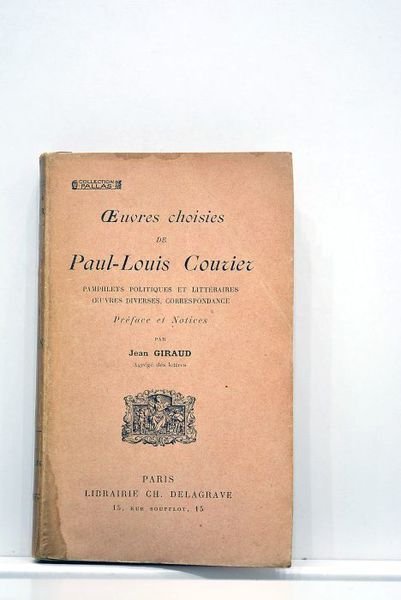 COLLECTION
PALLAS
Œuvres choisies
DE
Paul-Louis Courier
PAMPHLETS POLITIQUES ET LITTÉRAIRES
ŒUVRES DIVERSES, CORRESPONDANCE
Préface et Notices
PAR
Jean GIRAUD
Agrégé des lettres
PARIS
LIBRAIRIE CH. DELAGRAVE
15, RUE SOUFFLOT, 15